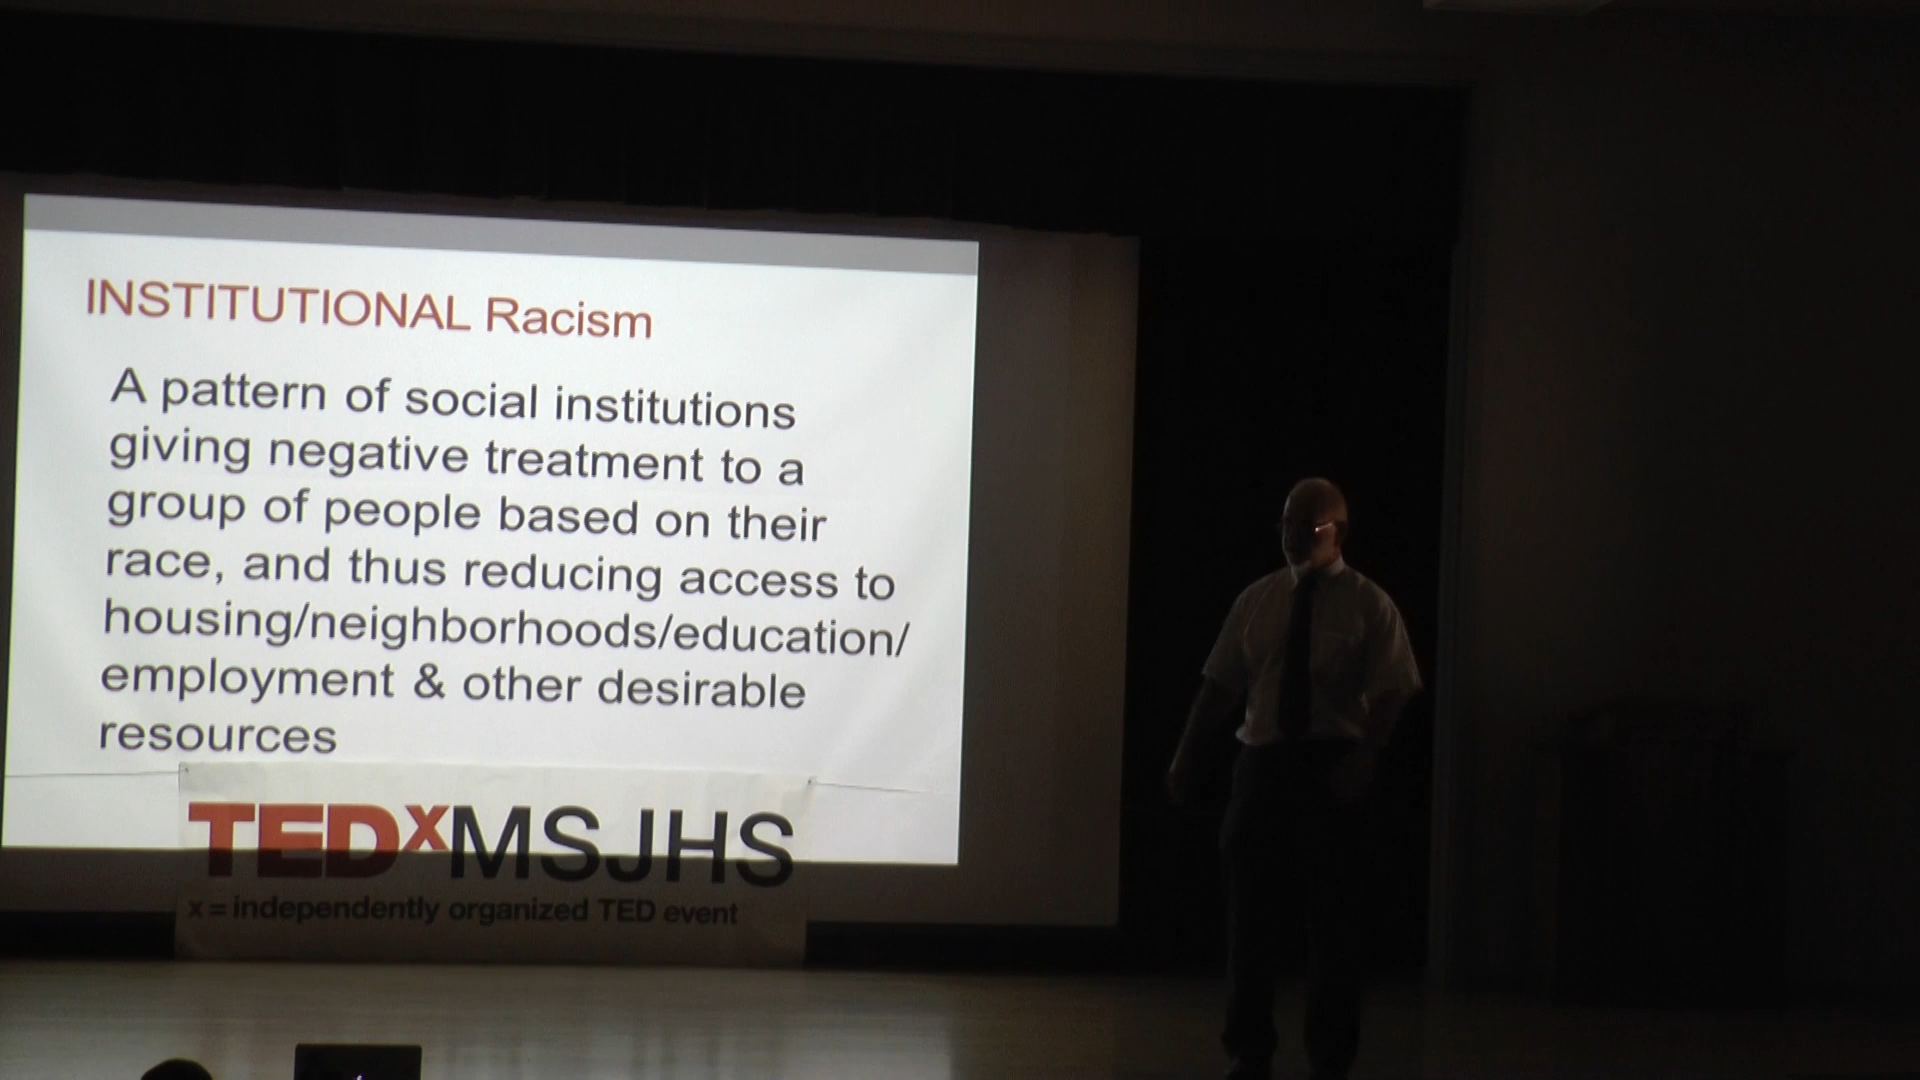 INSTITUTIONAL Racism
A pattern of social institutions
giving negative treatment to a
group of people based on their
race, and thus reducing access to
housing/neighborhoods/education/
employment & other desirable
resources
TEDxMSJHS
x = independently organized TED event